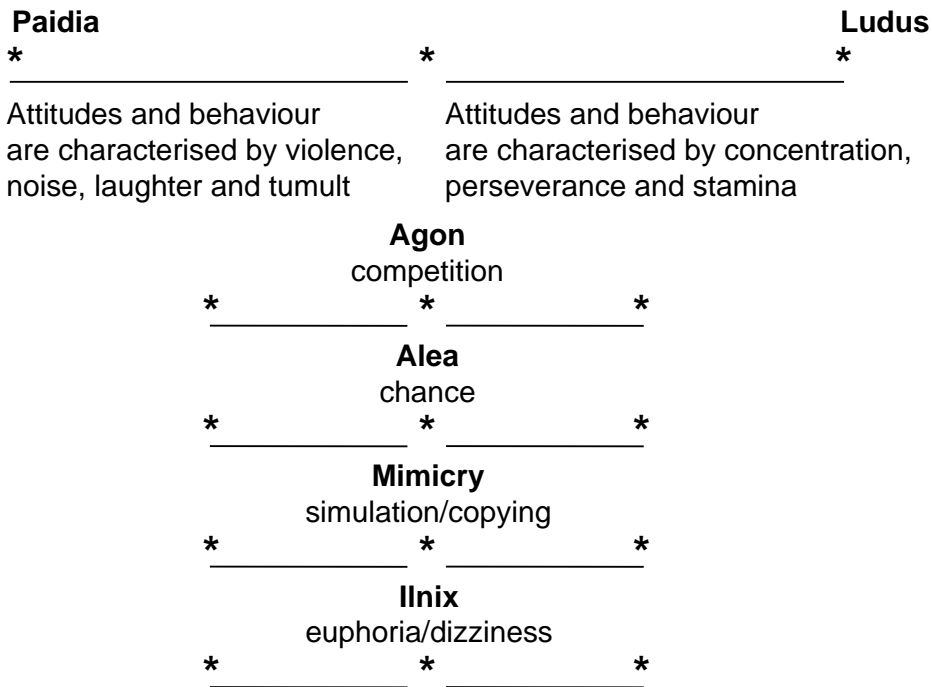 Paidia Ludus
* * *
Attitudes and behaviour
are characterised by violence,
noise, laughter and tumult
Attitudes and behaviour
are characterised by concentration,
perseverance and stamina
Agon
competition
* * *
Alea
chance
* * *
Mimicry
simulation/copying
* * *
Ilnix
euphoria/dizziness
* * *